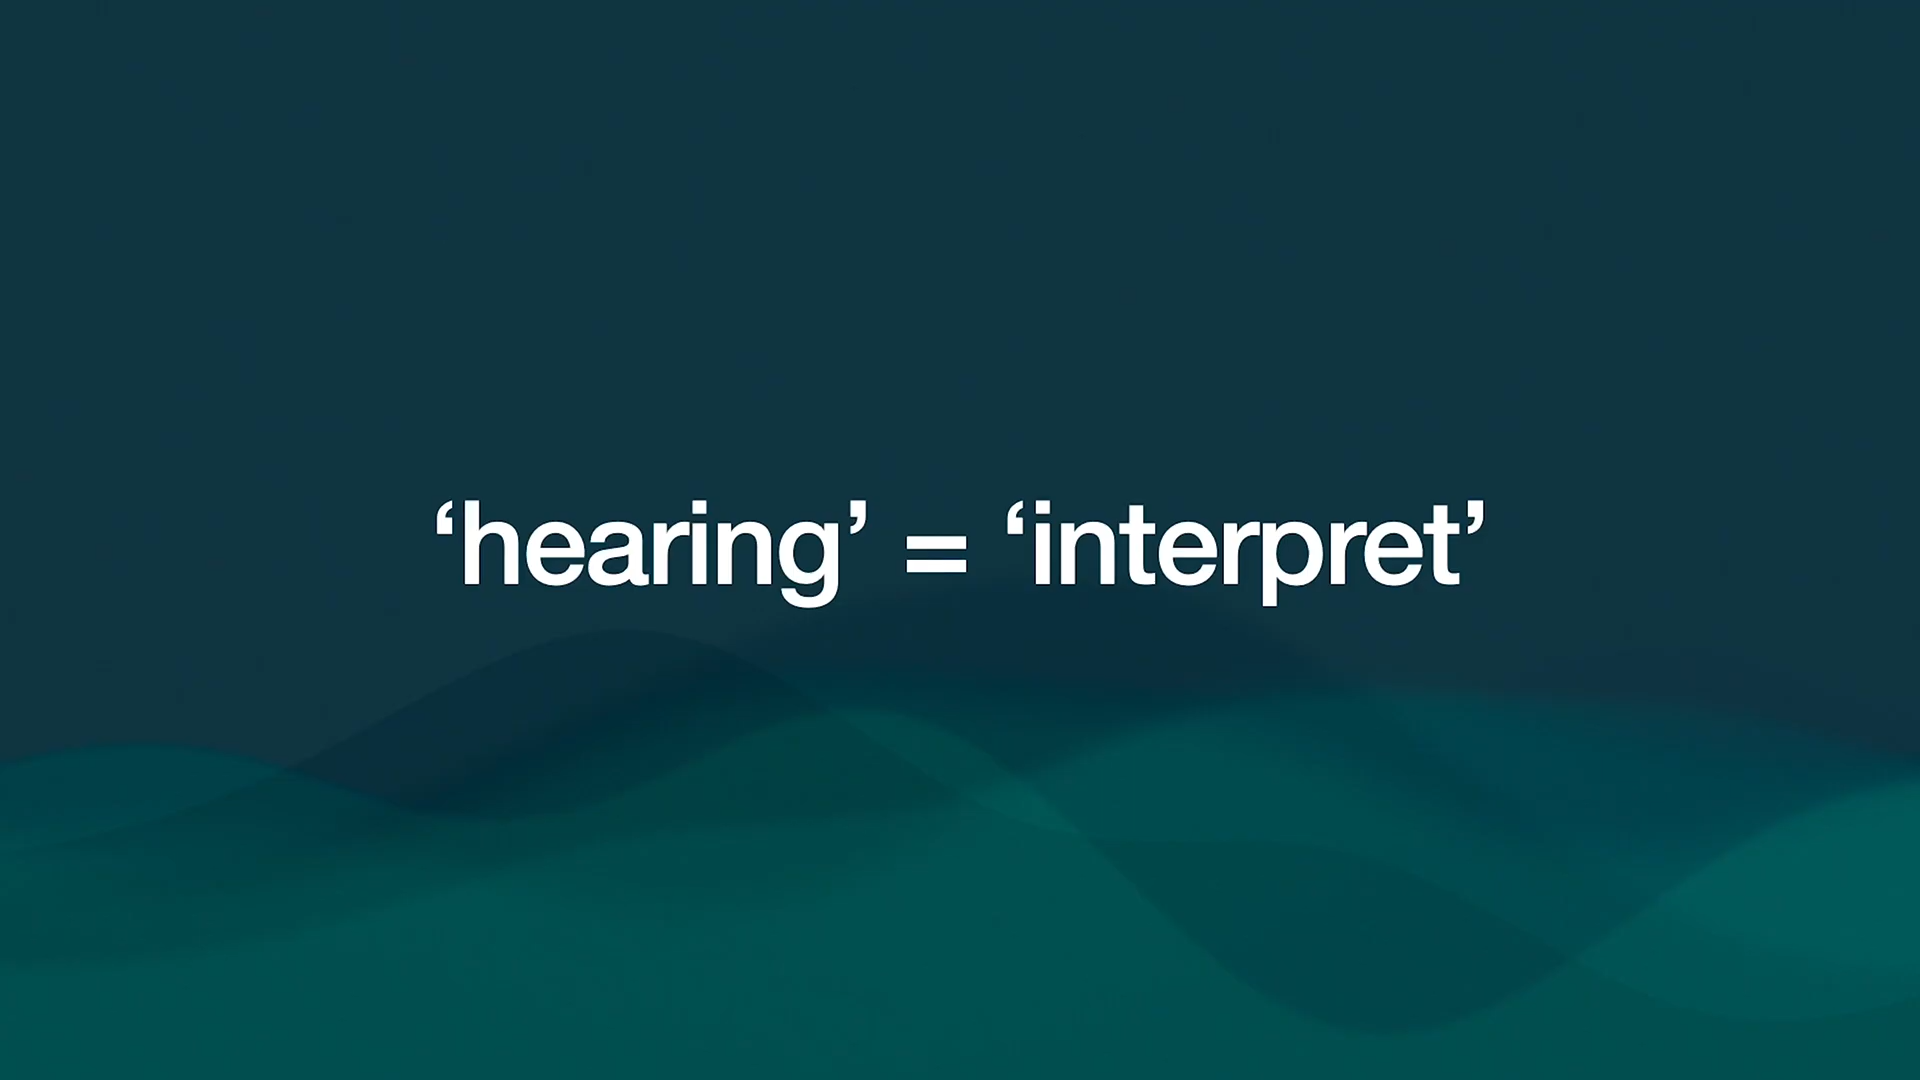 ‘hearing’ = ‘interpret’